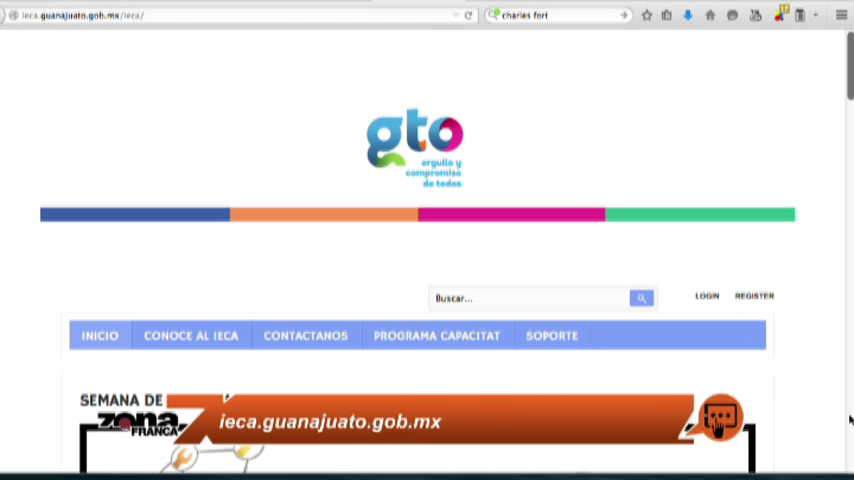 ieca.guanajuato.gob.mx/ieca/
charles fort
gto
orgullo y
compromiso
de todos
Buscar...
LOGIN
REGISTER
INICIO
CONOCE AL IECA
CONTACTANOS
PROGRAMA CAPACITAT
SOPORTE
SEMANA DE
zona
FRANCA
ieca.guanajuato.gob.mx